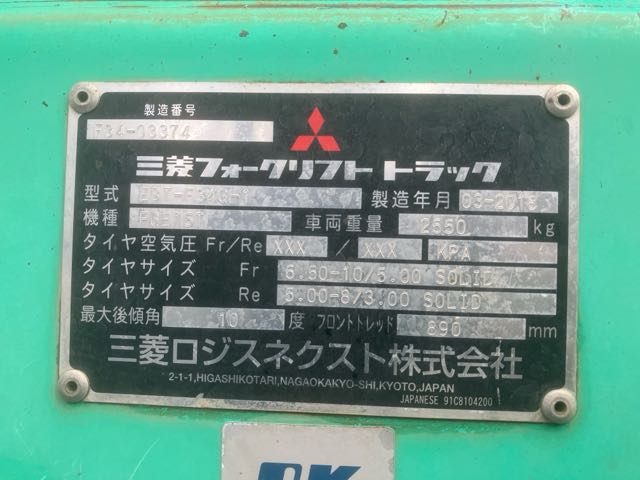 製造番号
F34-03374
三菱フォークリフト トラック
型式 製造年月
機種 車両重量 2550 kg
タイヤ空気圧 Fr/Re XXX / XXX KPA
タイヤサイズ Fr 6.50-10/5.00 SOLID
タイヤサイズ Re 5.00-8/3.00 SOLID
最大後傾角 10 度 フロントトレッド 890 mm
三菱ロジスネクスト株式会社
2-1-1,HIGASHIKOTARI,NAGAOKAKYO-SHI,KYOTO,JAPAN
JAPANESE 91C8104200